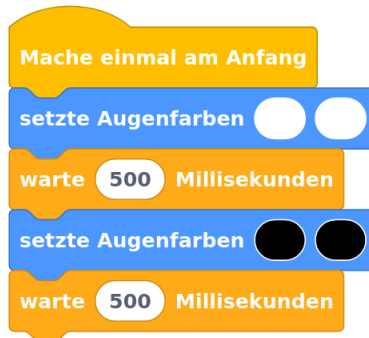 Mache einmal am Anfang
setzte Augenfarben
warte 500 Millisekunden
setzte Augenfarben
warte 500 Millisekunden